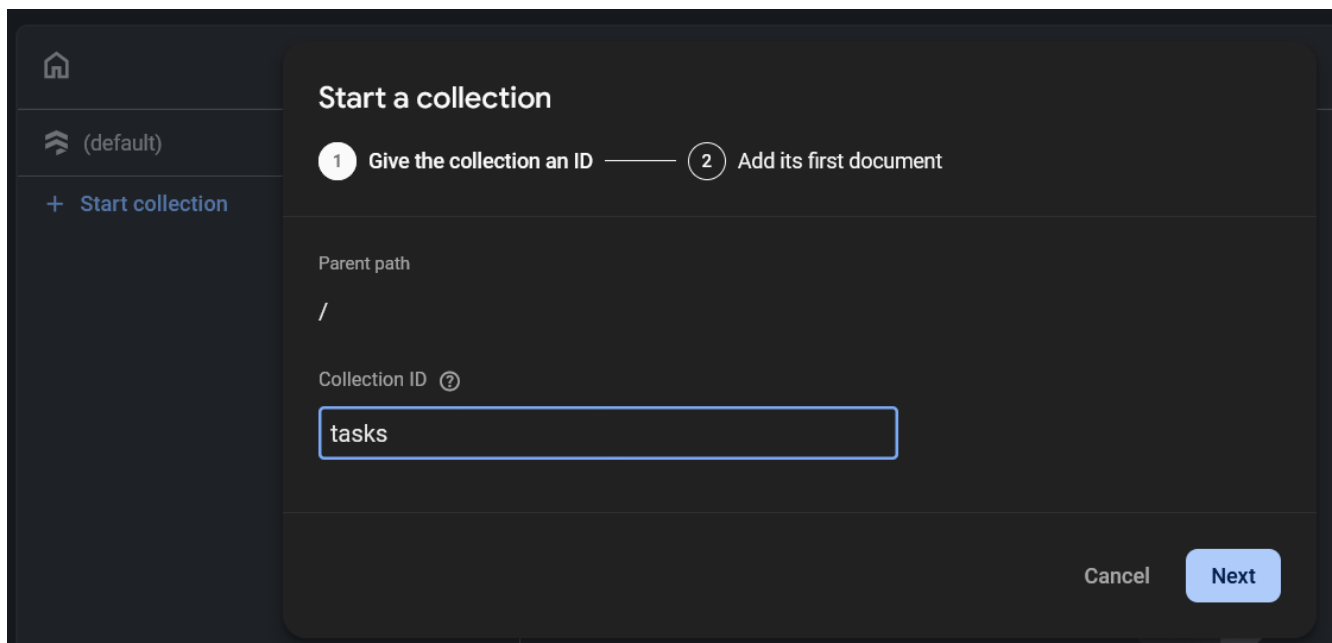 Start a collection
1 Give the collection an ID 2 Add its first document
(default)
+ Start collection
Parent path
/
Collection ID ?
tasks
Cancel Next